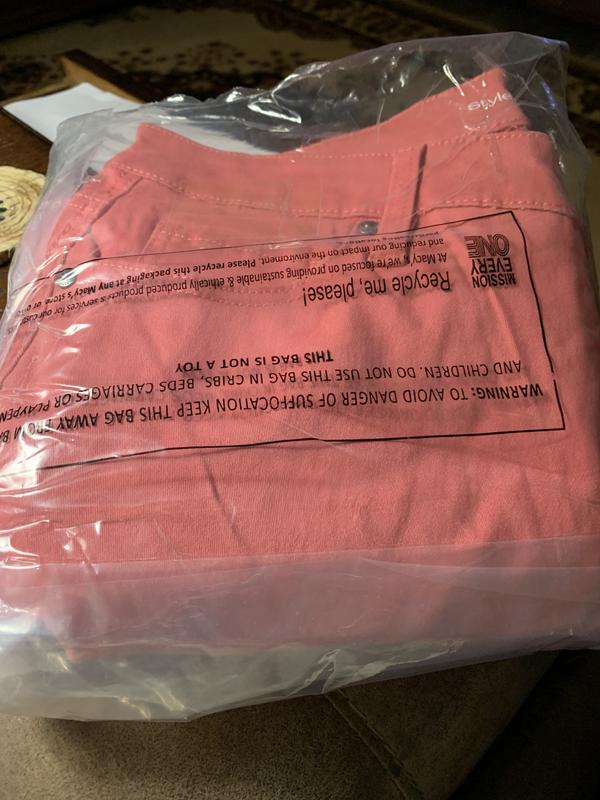 style
WARNING: TO AVOID DANGER OF SUFFOCATION KEEP THIS BAG AWAY FROM BA
AND CHILDREN. DO NOT USE THIS BAG IN CRIBS, BEDS CARRIAGES OR PLAYPEN
THIS BAG IS NOT A TOY
MISSION
EVERY
ONE
Recycle me, please!
At Macy's, we're focused on providing sustainable & ethically produced products & services for our
and reducing our impact on the enviroment. Please recycle this packaging at any Macy's store or